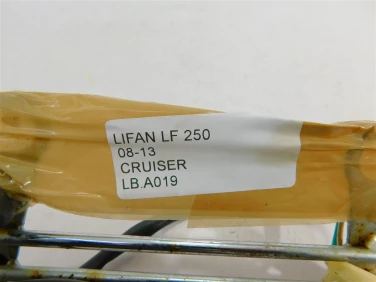 LIFAN LF 250
08-13
CRUISER
LB.A019